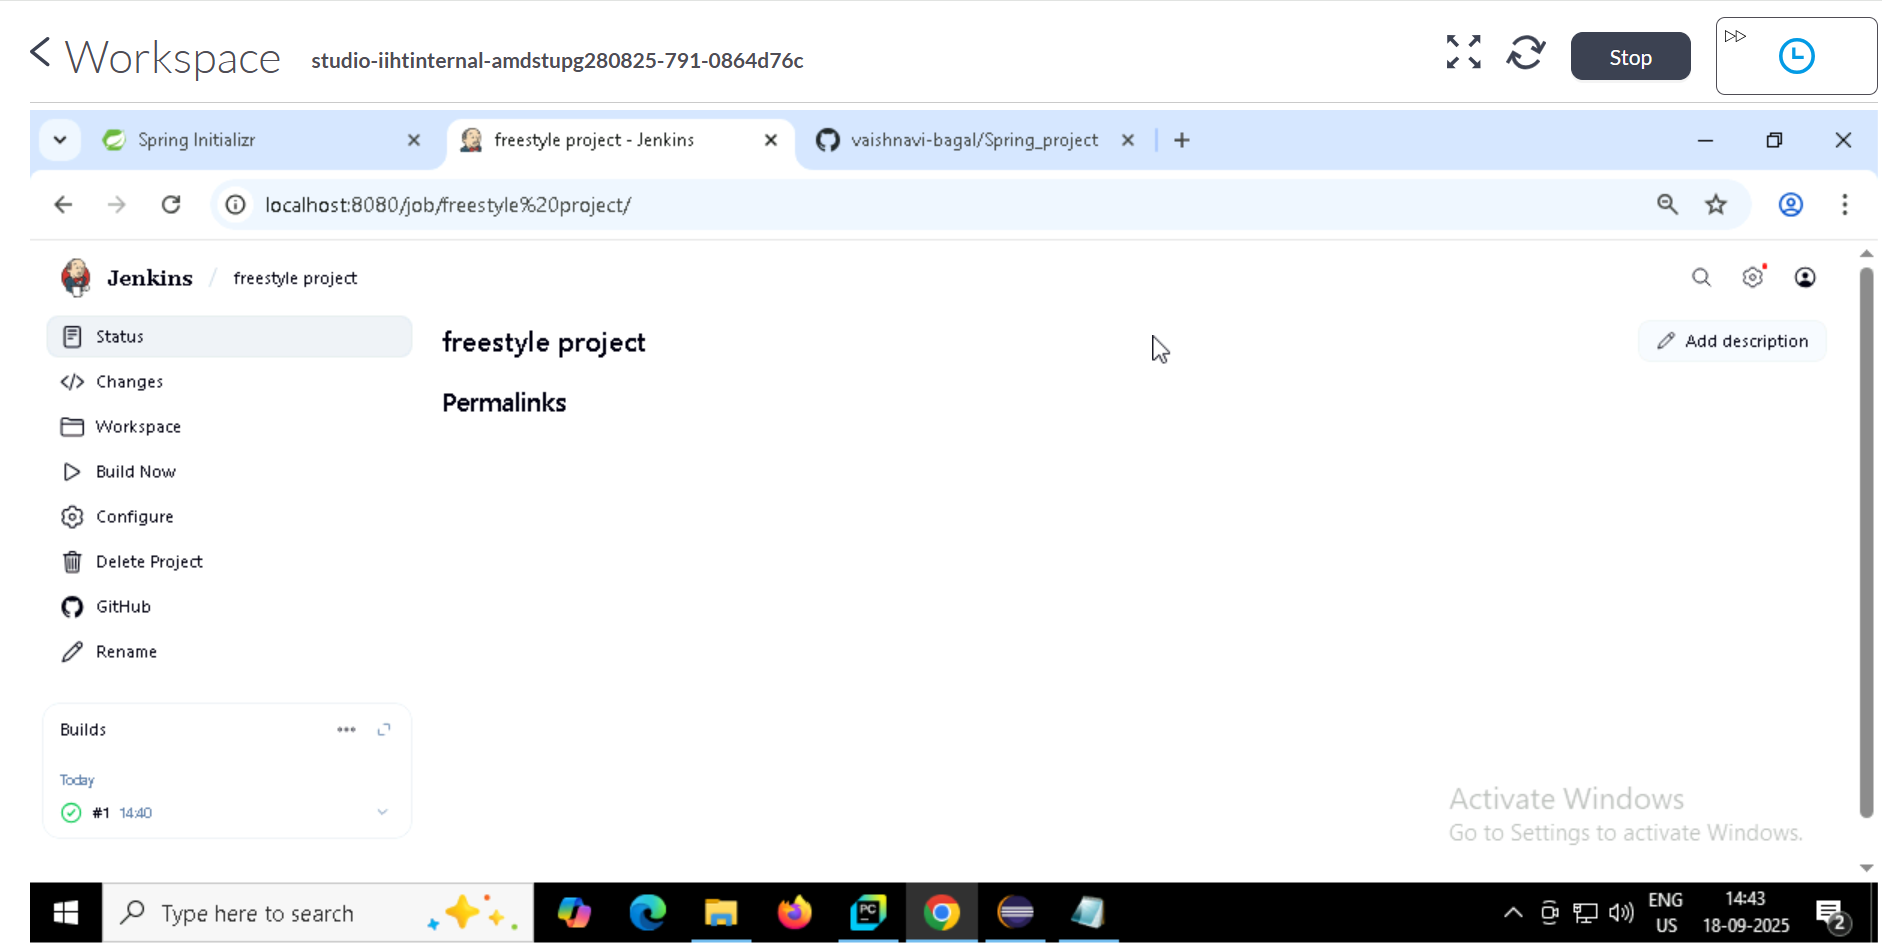 Workspace studio-iihtinternal-amdstupg280825-791-0864d76c Stop
Spring Initializr freestyle project - Jenkins vaishnavi-bagal/Spring_project
localhost:8080/job/freestyle%20project/
Jenkins / freestyle project
Status
freestyle project
Add description
Changes
Permalinks
Workspace
Build Now
Configure
Delete Project
GitHub
Rename
Builds
Today
#1 14:40
Activate Windows
Go to Settings to activate Windows.
Type here to search
PC
ENG
US
14:43
18-09-2025
2